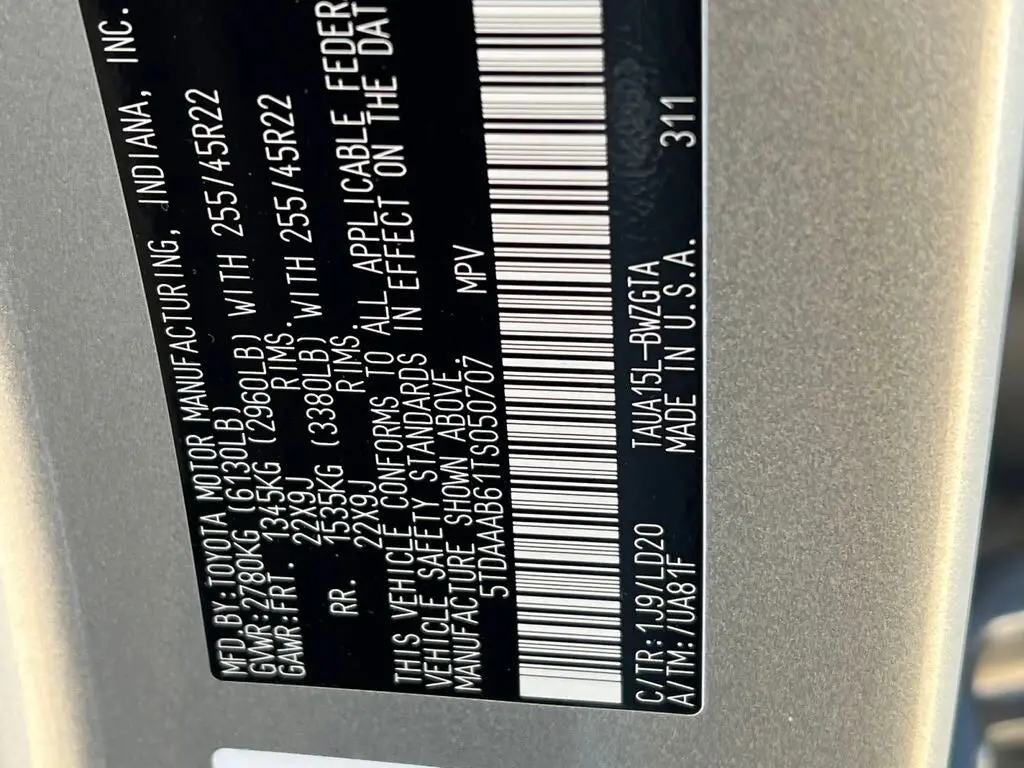 MFD.BY:TOYOTA MOTOR MANUFACTURING, INDIANA, INC.
GVWR:2780KG (6130LB)
GAWR:FRT. 1345KG (2960LB) WITH 255/45R22
22X9J RIMS.
RR. 1535KG (3380LB) WITH 255/45R22
22X9J RIMS.
THIS VEHICLE CONFORMS TO ALL APPLICABLE FEDER
VEHICLE SAFETY STANDARDS IN EFFECT ON THE DAT
MANUFACTURE SHOWN ABOVE.
5TDAAAB61TS050707 MPV
C/TR:1J9/LD20 TAUA15L-BWZGTA
A/TM:/UA81F MADE IN U.S.A. 311